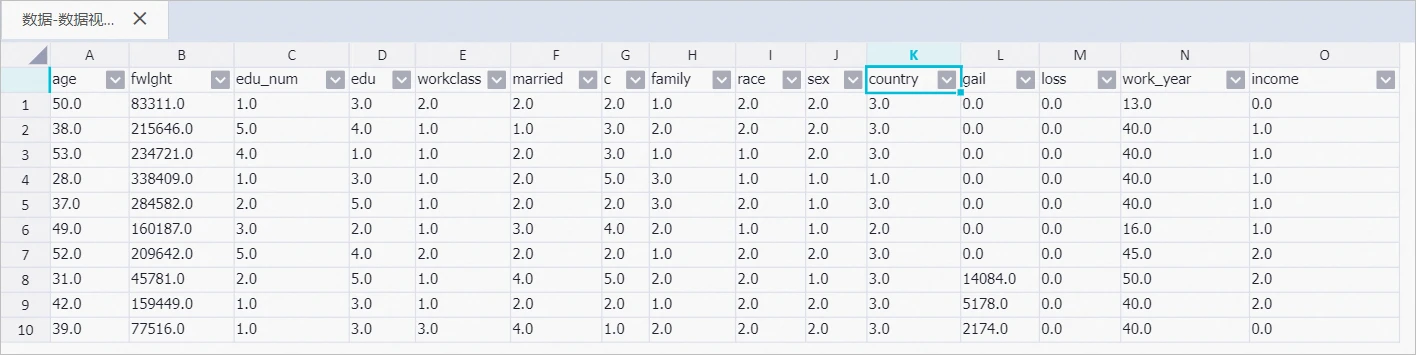 数据-数据视...
A B C D E F G H I J K L M N O
age fwlght edu_num edu workclass married c family race sex country gail loss work_year income
1 50.0 83311.0 1.0 3.0 2.0 2.0 2.0 1.0 2.0 2.0 3.0 0.0 0.0 13.0 0.0
2 38.0 215646.0 5.0 4.0 1.0 1.0 3.0 2.0 2.0 2.0 3.0 0.0 0.0 40.0 1.0
3 53.0 234721.0 4.0 1.0 1.0 2.0 3.0 1.0 1.0 2.0 3.0 0.0 0.0 40.0 1.0
4 28.0 338409.0 1.0 3.0 1.0 2.0 5.0 3.0 1.0 1.0 1.0 0.0 0.0 40.0 1.0
5 37.0 284582.0 2.0 5.0 1.0 2.0 2.0 3.0 2.0 1.0 3.0 0.0 0.0 40.0 1.0
6 49.0 160187.0 3.0 2.0 1.0 3.0 4.0 2.0 1.0 1.0 2.0 0.0 0.0 16.0 1.0
7 52.0 209642.0 5.0 4.0 2.0 2.0 2.0 1.0 2.0 2.0 3.0 0.0 0.0 45.0 2.0
8 31.0 45781.0 2.0 5.0 1.0 4.0 5.0 2.0 2.0 1.0 3.0 14084.0 0.0 50.0 2.0
9 42.0 159449.0 1.0 3.0 1.0 2.0 2.0 1.0 2.0 2.0 3.0 5178.0 0.0 40.0 2.0
10 39.0 77516.0 1.0 3.0 3.0 4.0 1.0 2.0 2.0 2.0 3.0 2174.0 0.0 40.0 0.0